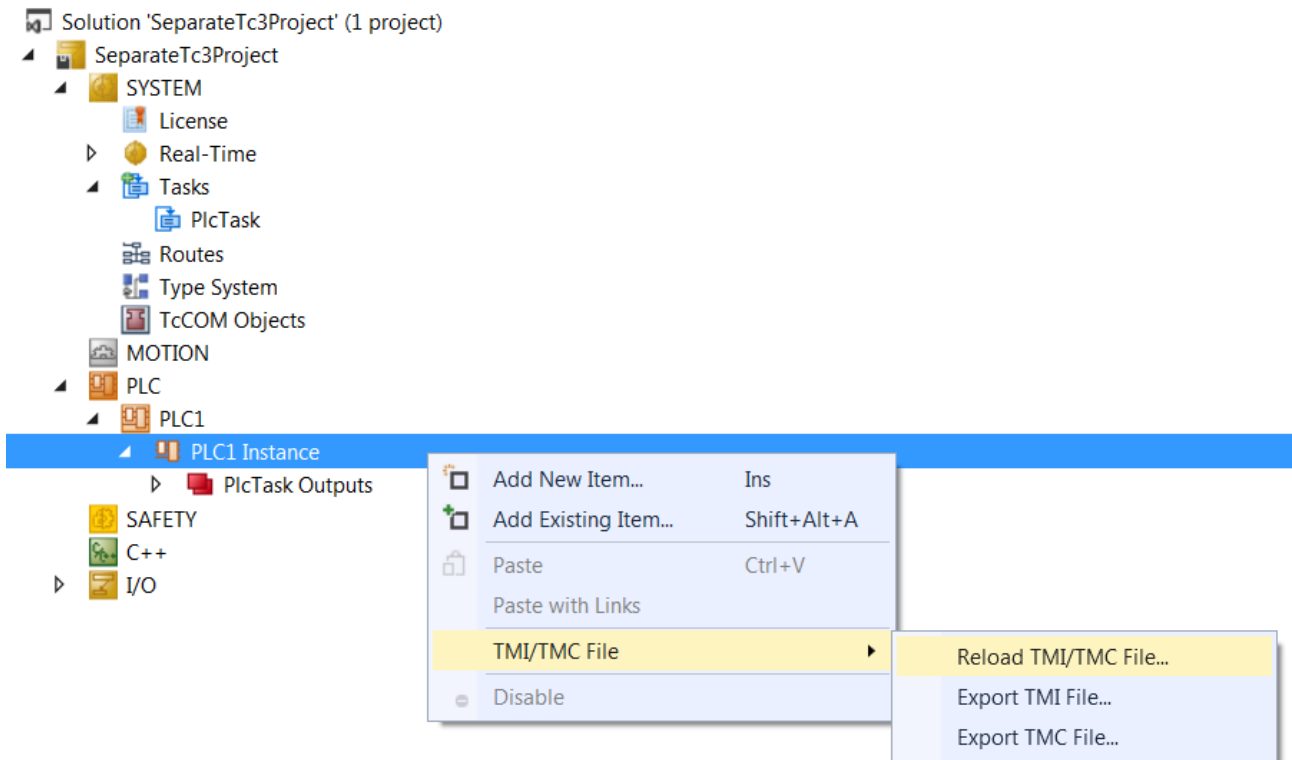 Solution 'SeparateTc3Project' (1 project)
SeparateTc3Project
SYSTEM
License
Real-Time
Tasks
PlcTask
Routes
Type System
TcCOM Objects
MOTION
PLC
PLC1
PLC1 Instance
PlcTask Outputs
SAFETY
C++
I/O
Add New Item... Ins
Add Existing Item... Shift+Alt+A
Paste Ctrl+V
Paste with Links
TMI/TMC File
Disable
Reload TMI/TMC File...
Export TMI File...
Export TMC File...